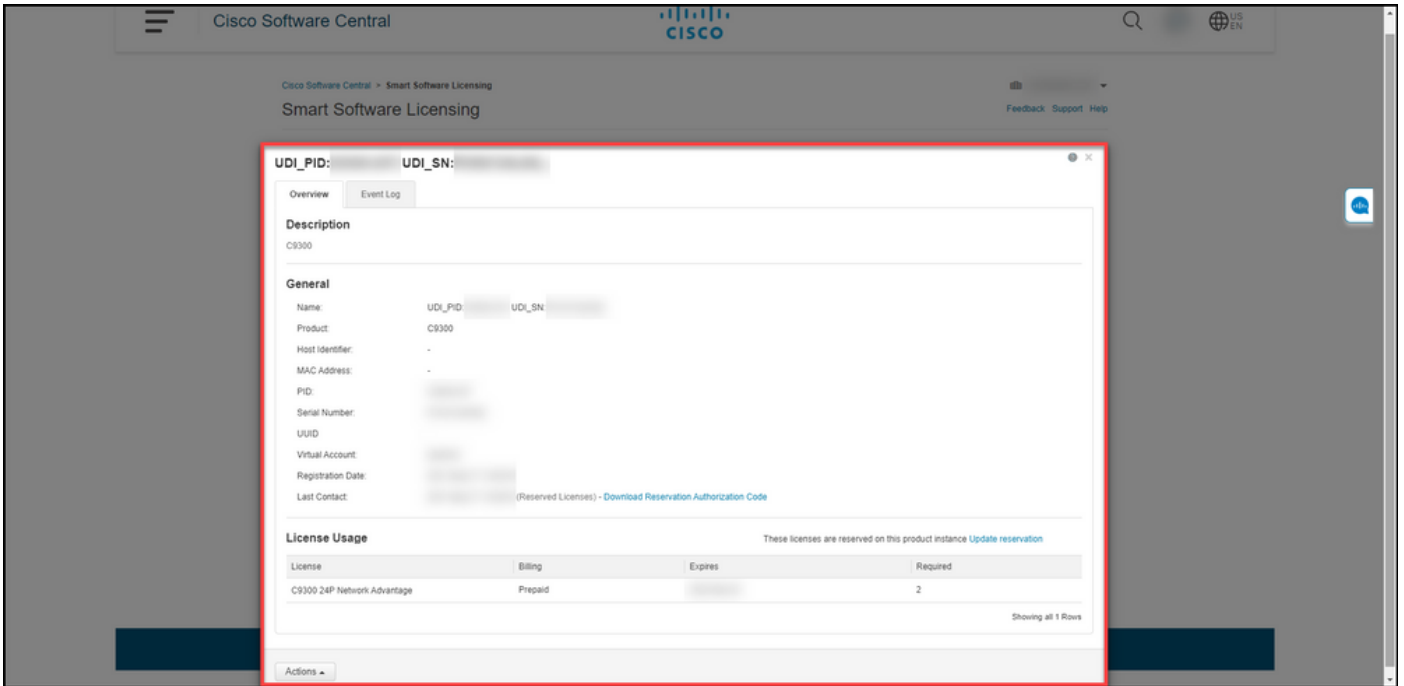 Cisco Software Central
CISCO
US
EN
Cisco Software Central > Smart Software Licensing
Smart Software Licensing
Feedback Support Help
UDI_PID: UDI_SN:
Overview Event Log
Description
C9300
General
Name: UDI_PID: UDI_SN:
Product: C9300
Host Identifier: -
MAC Address: -
PID:
Serial Number:
UUID
Virtual Account:
Registration Date:
Last Contact: (Reserved Licenses) - Download Reservation Authorization Code
License Usage These licenses are reserved on this product instance Update reservation
License Billing Expires Required
C9300 24P Network Advantage Prepaid 2
Showing all 1 Rows
Actions